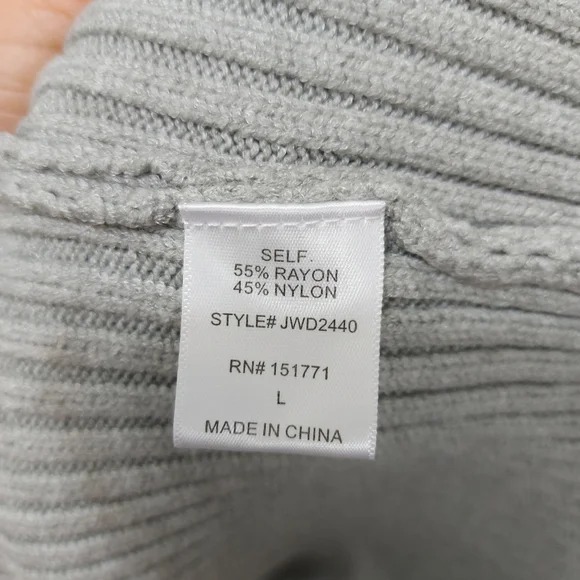 SELF.
55% RAYON
45% NYLON
STYLE# JWD2440
RN# 151771
L
MADE IN CHINA